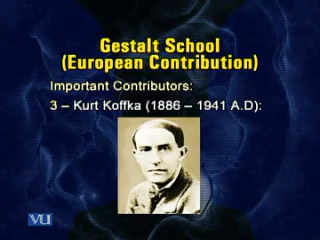 Gestalt School
(European Contribution)
Important Contributors:
3 – Kurt Koffka (1886 – 1941 A.D):
VU